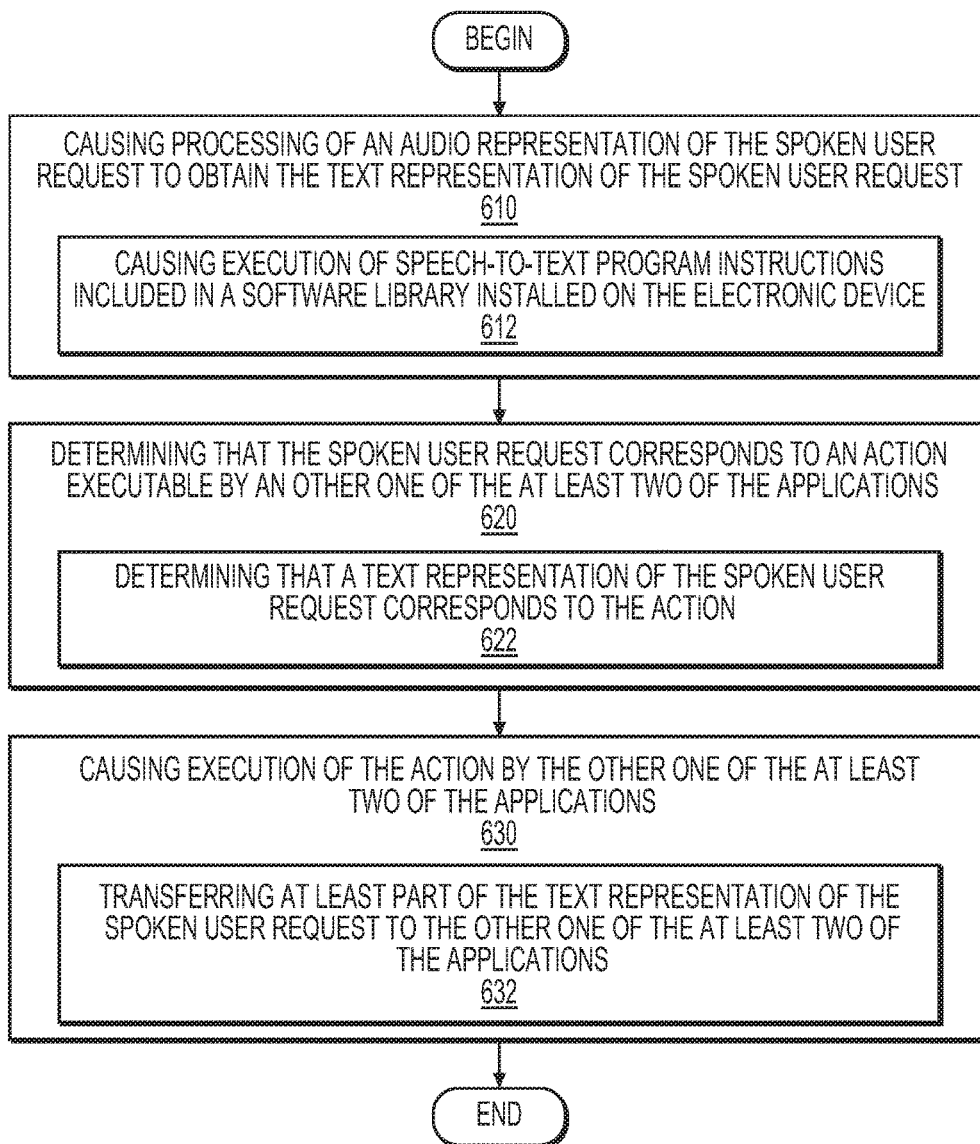 BEGIN
CAUSING PROCESSING OF AN AUDIO REPRESENTATION OF THE SPOKEN USER
REQUEST TO OBTAIN THE TEXT REPRESENTATION OF THE SPOKEN USER REQUEST
610
CAUSING EXECUTION OF SPEECH-TO-TEXT PROGRAM INSTRUCTIONS
INCLUDED IN A SOFTWARE LIBRARY INSTALLED ON THE ELECTRONIC DEVICE
612
DETERMINING THAT THE SPOKEN USER REQUEST CORRESPONDS TO AN ACTION
EXECUTABLE BY AN OTHER ONE OF THE AT LEAST TWO OF THE APPLICATIONS
620
DETERMINING THAT A TEXT REPRESENTATION OF THE SPOKEN USER
REQUEST CORRESPONDS TO THE ACTION
622
CAUSING EXECUTION OF THE ACTION BY THE OTHER ONE OF THE AT LEAST
TWO OF THE APPLICATIONS
630
TRANSFERRING AT LEAST PART OF THE TEXT REPRESENTATION OF THE
SPOKEN USER REQUEST TO THE OTHER ONE OF THE AT LEAST TWO OF
THE APPLICATIONS
632
END